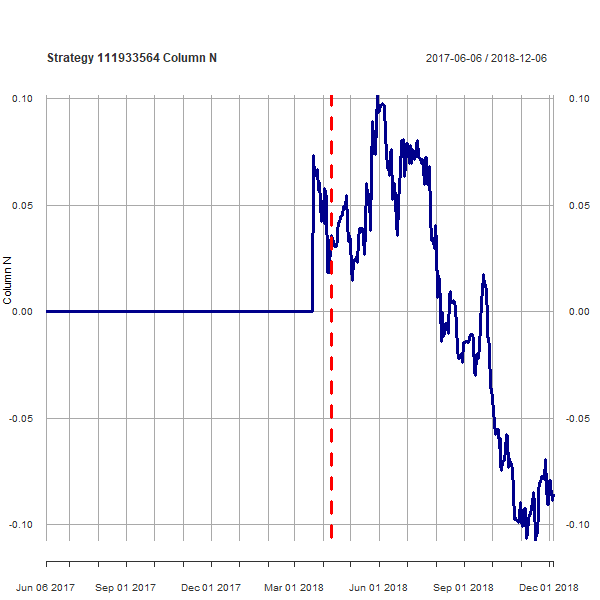 Strategy 111933564 Column N
2017-06-06 / 2018-12-06
0.10
0.05
0.00
-0.05
-0.10
Column N
0.10
0.05
0.00
-0.05
-0.10
Jun 06 2017
Sep 01 2017
Dec 01 2017
Mar 01 2018
Jun 01 2018
Sep 01 2018
Dec 01 2018